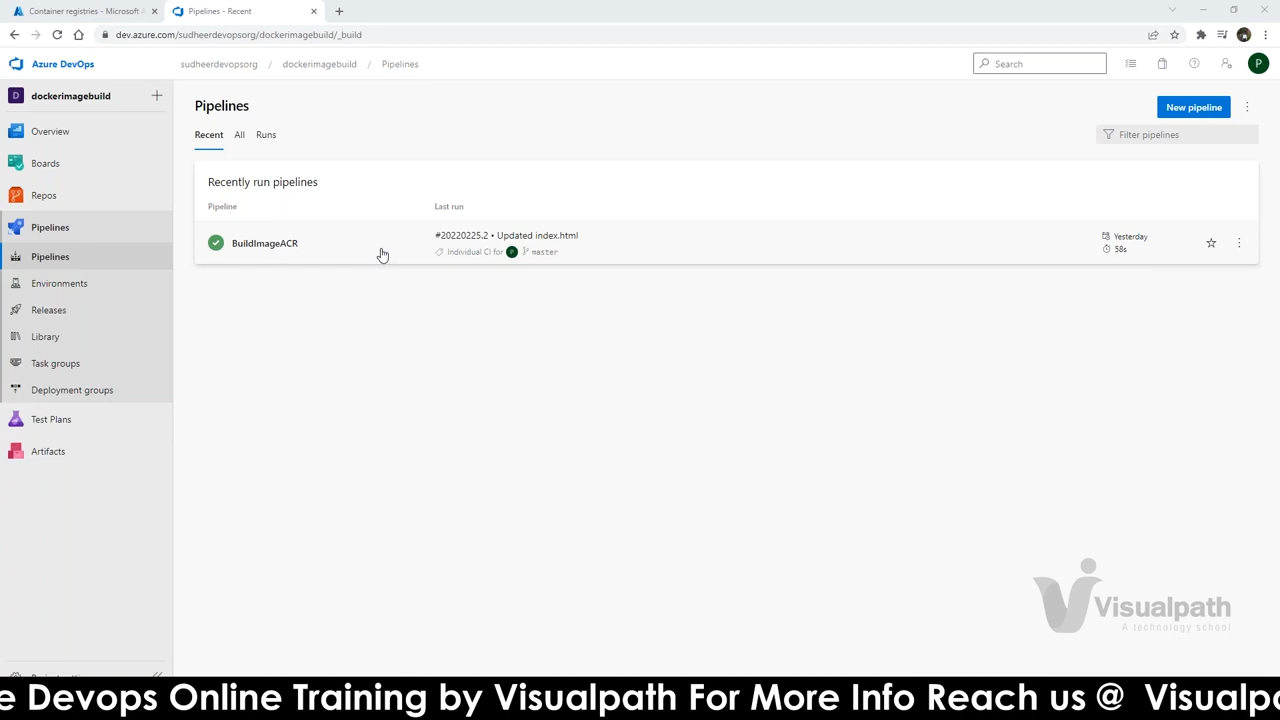 Container registries - Microsoft
Pipelines - Recent
dev.azure.com/sudheerdevopsorg/dockerimagebuild/_build
Azure DevOps
sudheerdevopsorg / dockerimagebuild / Pipelines
Search
P
D dockerimagebuild
Overview
Boards
Repos
Pipelines
Pipelines
Environments
Releases
Library
Task groups
Deployment groups
Test Plans
Artifacts
Pipelines
New pipeline
Recent All Runs
Filter pipelines
Recently run pipelines
Pipeline Last run
BuildImageACR
#20220225.2 • Updated index.html
Individual CI for P master
Yesterday
58s
Visualpath
A technology school
e Devops Online Training by Visualpath For More Info Reach us @ Visualpa